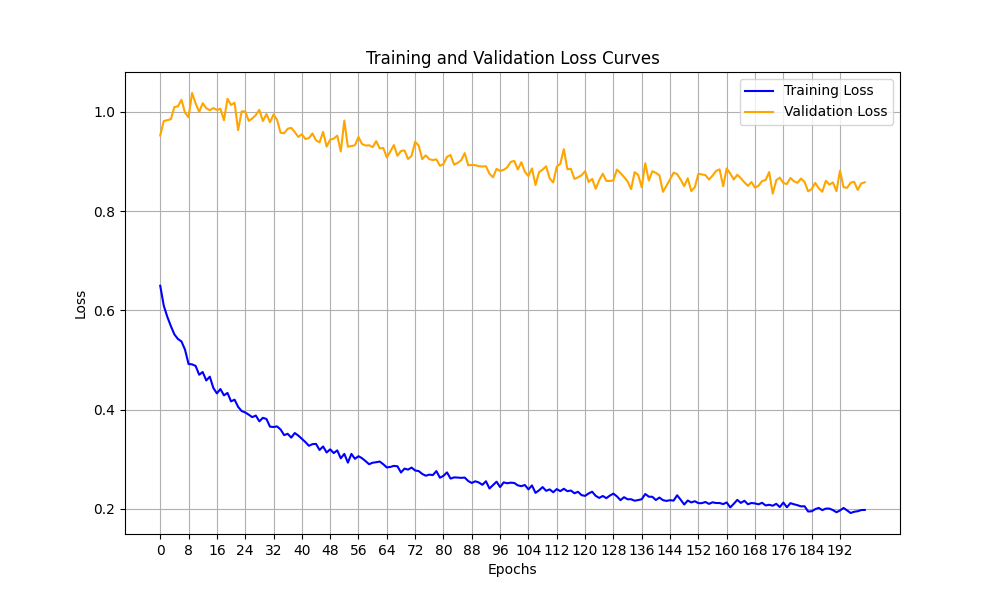 Training and Validation Loss Curves
Training Loss
Validation Loss
1.0
0.8
0.6
0.4
0.2
Loss
0 8 16 24 32 40 48 56 64 72 80 88 96 104 112 120 128 136 144 152 160 168 176 184 192
Epochs